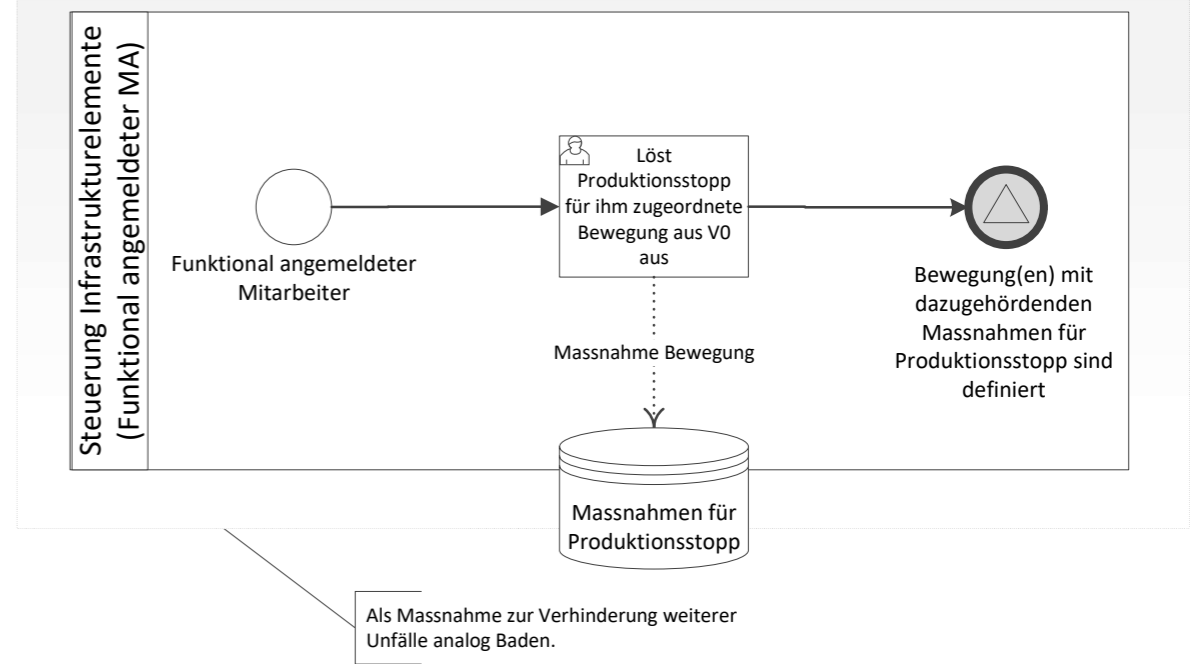 Steuerung Infrastrukturelemente
(Funktional angemeldeter MA)
Funktional angemeldeter
Mitarbeiter
Löst
Produktionsstopp
für ihm zugeordnete
Bewegung aus V0
aus
Bewegung(en) mit
dazugehördenden
Massnahmen für
Produktionsstopp sind
definiert
Massnahme Bewegung
Massnahmen für
Produktionsstopp
Als Massnahme zur Verhinderung weiterer
Unfälle analog Baden.